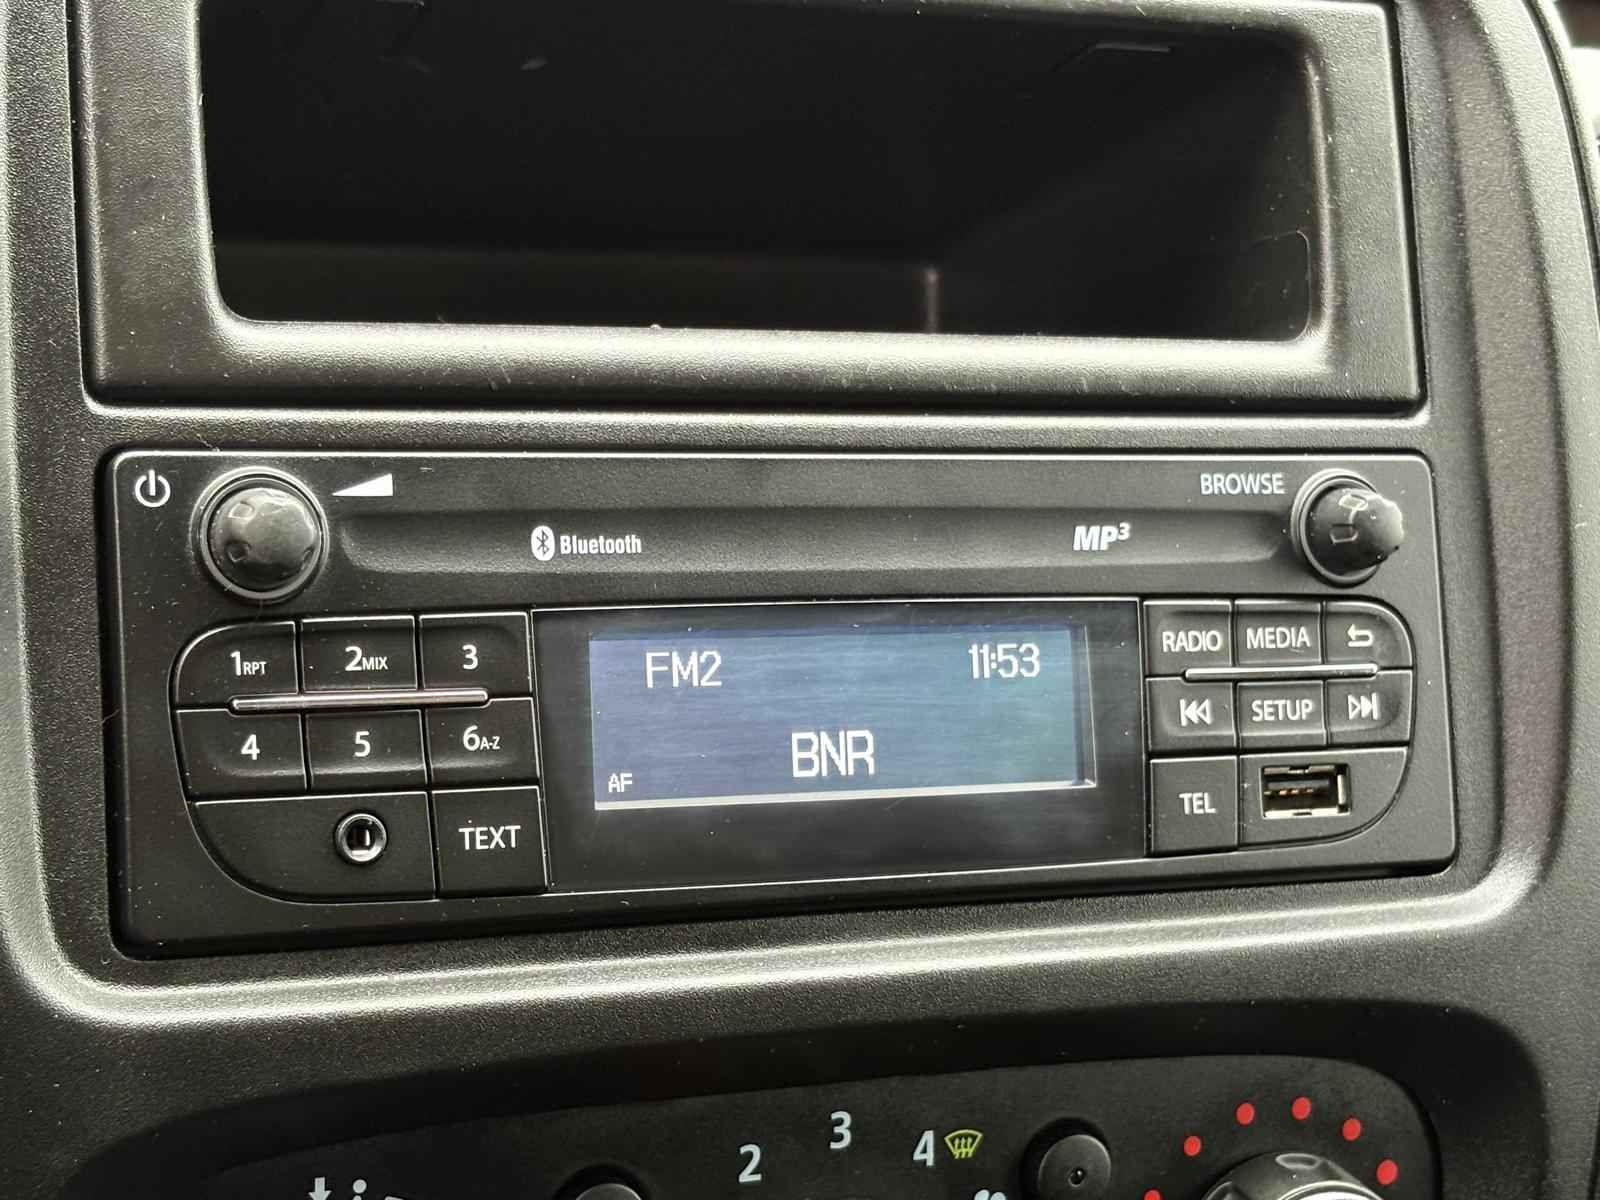 BROWSE
Bluetooth
MP3
1RPT 2MIX 3
4 5 6A-Z
TEXT
FM2 11:53
BNR
AF
RADIO MEDIA
SETUP
TEL
2 3 4